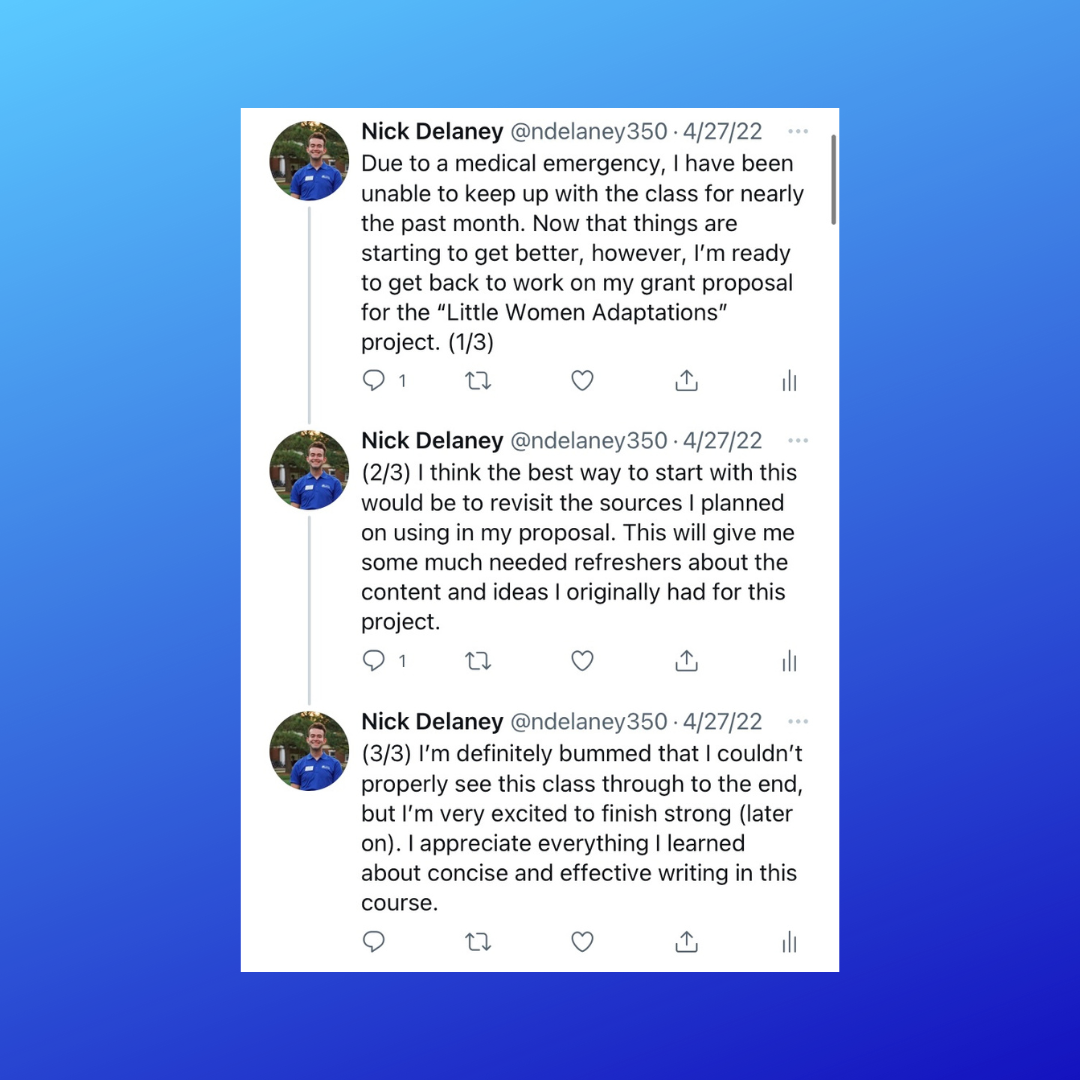 Nick Delaney @ndelaney350 · 4/27/22
Due to a medical emergency, I have been
unable to keep up with the class for nearly
the past month. Now that things are
starting to get better, however, I’m ready
to get back to work on my grant proposal
for the “Little Women Adaptations”
project. (1/3)
1
Nick Delaney @ndelaney350 · 4/27/22
(2/3) I think the best way to start with this
would be to revisit the sources I planned
on using in my proposal. This will give me
some much needed refreshers about the
content and ideas I originally had for this
project.
1
Nick Delaney @ndelaney350 · 4/27/22
(3/3) I’m definitely bummed that I couldn’t
properly see this class through to the end,
but I’m very excited to finish strong (later
on). I appreciate everything I learned
about concise and effective writing in this
course.